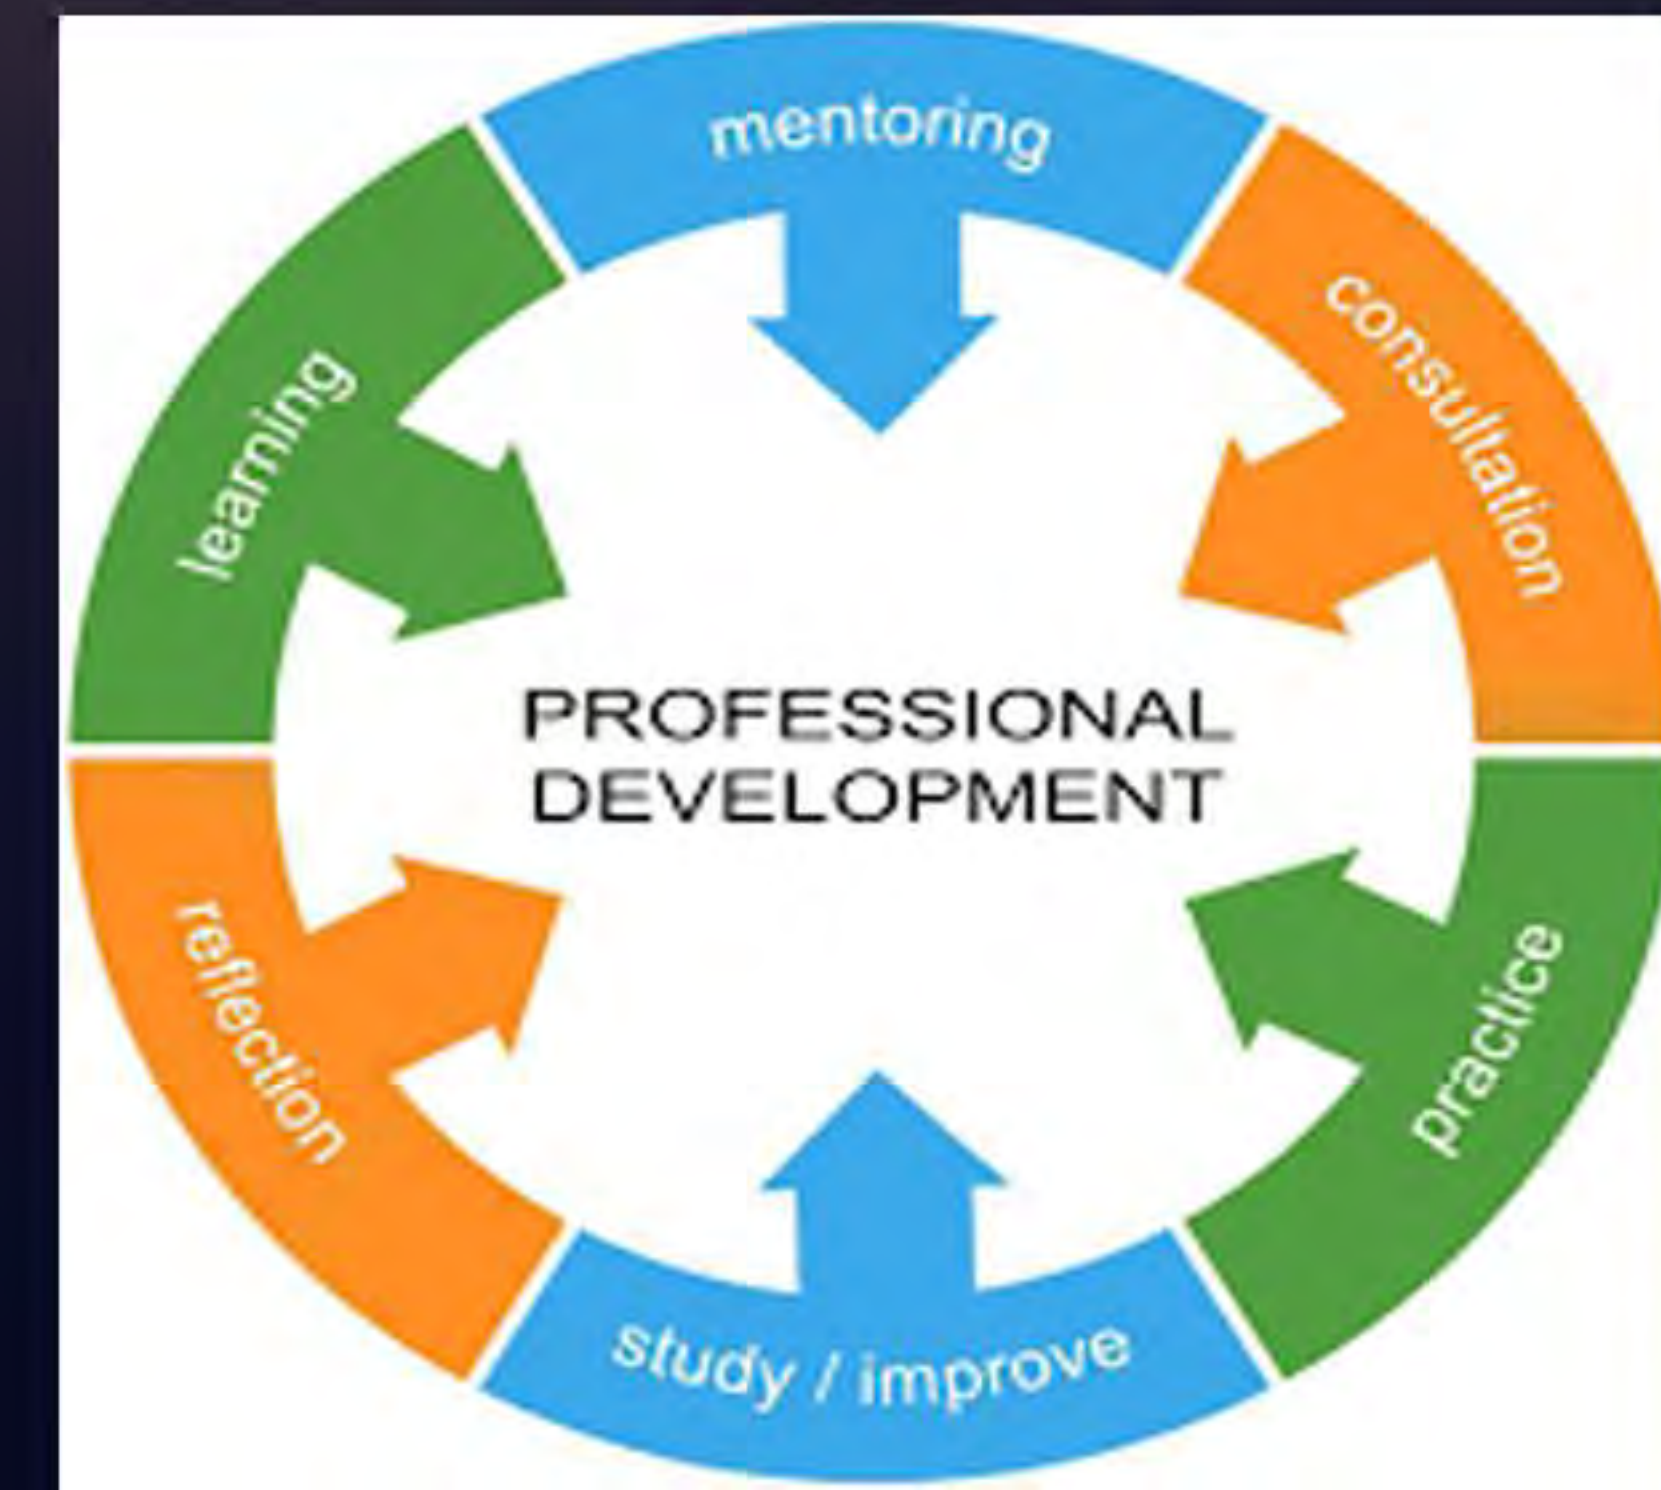 mentoring
consultation
learning
PROFESSIONAL
DEVELOPMENT
reflection
practice
study / improve